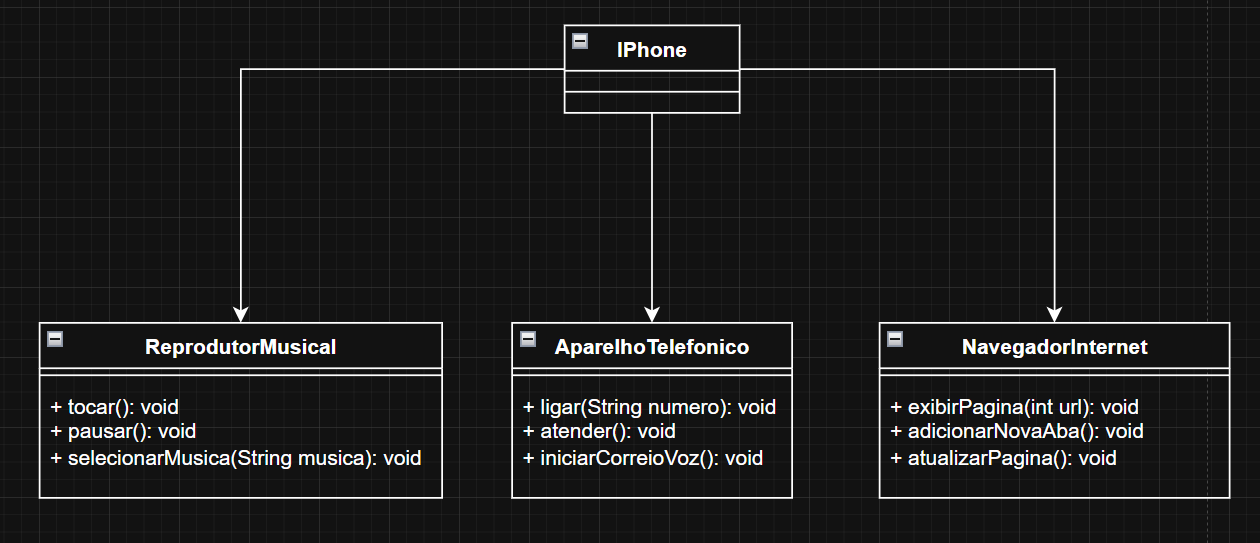 IPhone
ReprodutorMusical
+ tocar(): void
+ pausar(): void
+ selecionarMusica(String musica): void
AparelhoTelefonico
+ ligar(String numero): void
+ atender(): void
+ iniciarCorreioVoz(): void
NavegadorInternet
+ exibirPagina(int url): void
+ adicionarNovaAba(): void
+ atualizarPagina(): void